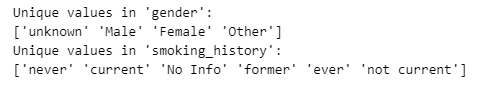 Unique values in 'gender':
['unknown' 'Male' 'Female' 'Other']
Unique values in 'smoking_history':
['never' 'current' 'No Info' 'former' 'ever' 'not current']